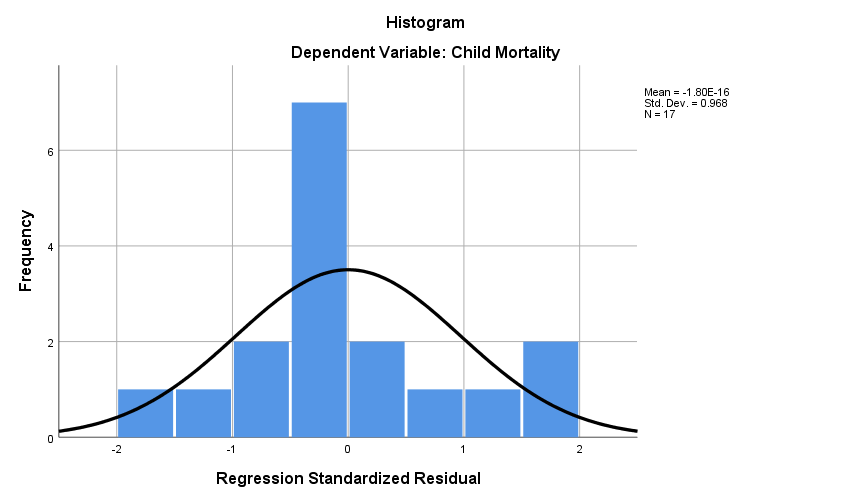 Histogram
Dependent Variable: Child Mortality
Mean = -1.80E-16
Std. Dev. = 0.968
N = 17
Frequency
6
4
2
0
-2 -1 0 1 2
Regression Standardized Residual